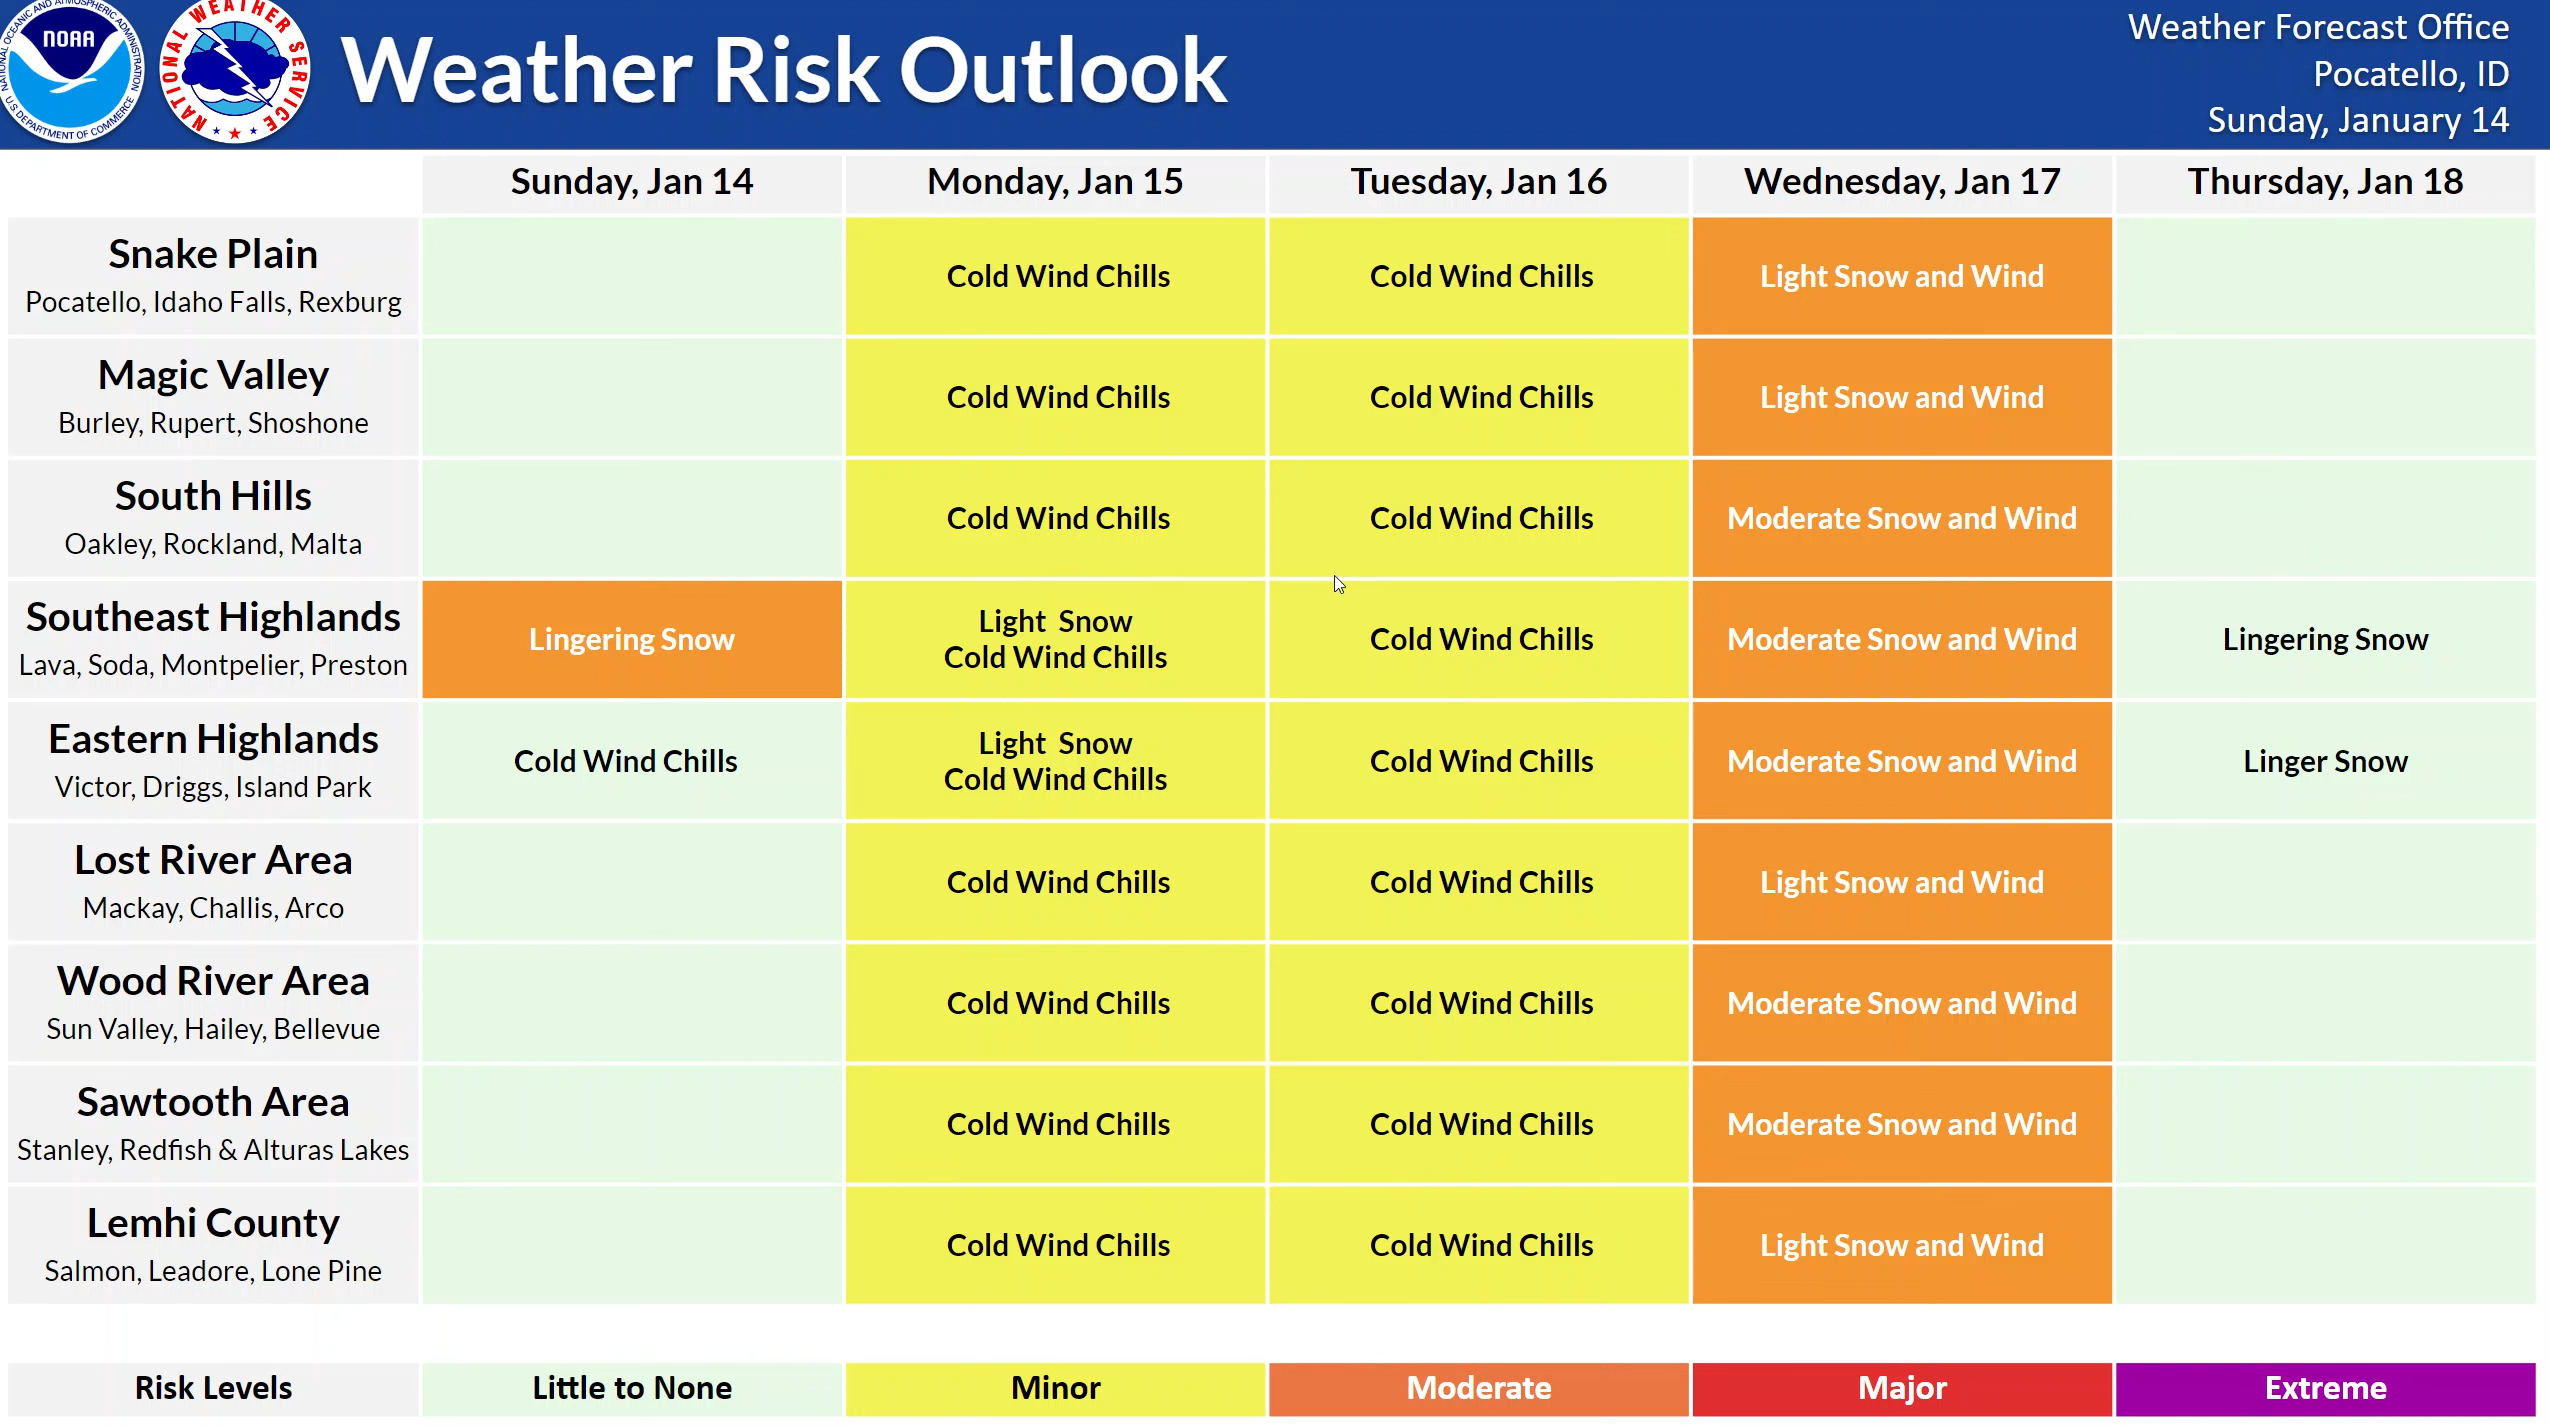 NATIONAL OCEANIC AND ATMOSPHERIC ADMINISTRATION
U.S. DEPARTMENT OF COMMERCE
NOAA
NATIONAL WEATHER SERVICE
Weather Risk Outlook
Weather Forecast Office
Pocatello, ID
Sunday, January 14
Sunday, Jan 14 Monday, Jan 15 Tuesday, Jan 16 Wednesday, Jan 17 Thursday, Jan 18
Snake Plain
Pocatello, Idaho Falls, Rexburg
Cold Wind Chills Cold Wind Chills Light Snow and Wind
Magic Valley
Burley, Rupert, Shoshone
Cold Wind Chills Cold Wind Chills Light Snow and Wind
South Hills
Oakley, Rockland, Malta
Cold Wind Chills Cold Wind Chills Moderate Snow and Wind
Southeast Highlands
Lava, Soda, Montpelier, Preston
Lingering Snow
Light Snow
Cold Wind Chills
Cold Wind Chills Moderate Snow and Wind Lingering Snow
Eastern Highlands
Victor, Driggs, Island Park
Cold Wind Chills
Light Snow
Cold Wind Chills
Cold Wind Chills Moderate Snow and Wind Linger Snow
Lost River Area
Mackay, Challis, Arco
Cold Wind Chills Cold Wind Chills Light Snow and Wind
Wood River Area
Sun Valley, Hailey, Bellevue
Cold Wind Chills Cold Wind Chills Moderate Snow and Wind
Sawtooth Area
Stanley, Redfish & Alturas Lakes
Cold Wind Chills Cold Wind Chills Moderate Snow and Wind
Lemhi County
Salmon, Leadore, Lone Pine
Cold Wind Chills Cold Wind Chills Light Snow and Wind
Risk Levels Little to None Minor Moderate Major Extreme